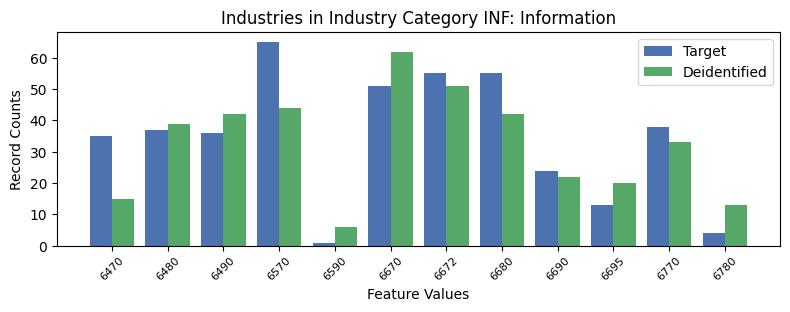 Industries in Industry Category INF: Information
Target
Deidentified
Record Counts
60
50
40
30
20
10
0
6470 6480 6490 6570 6590 6670 6672 6680 6690 6695 6770 6780
Feature Values